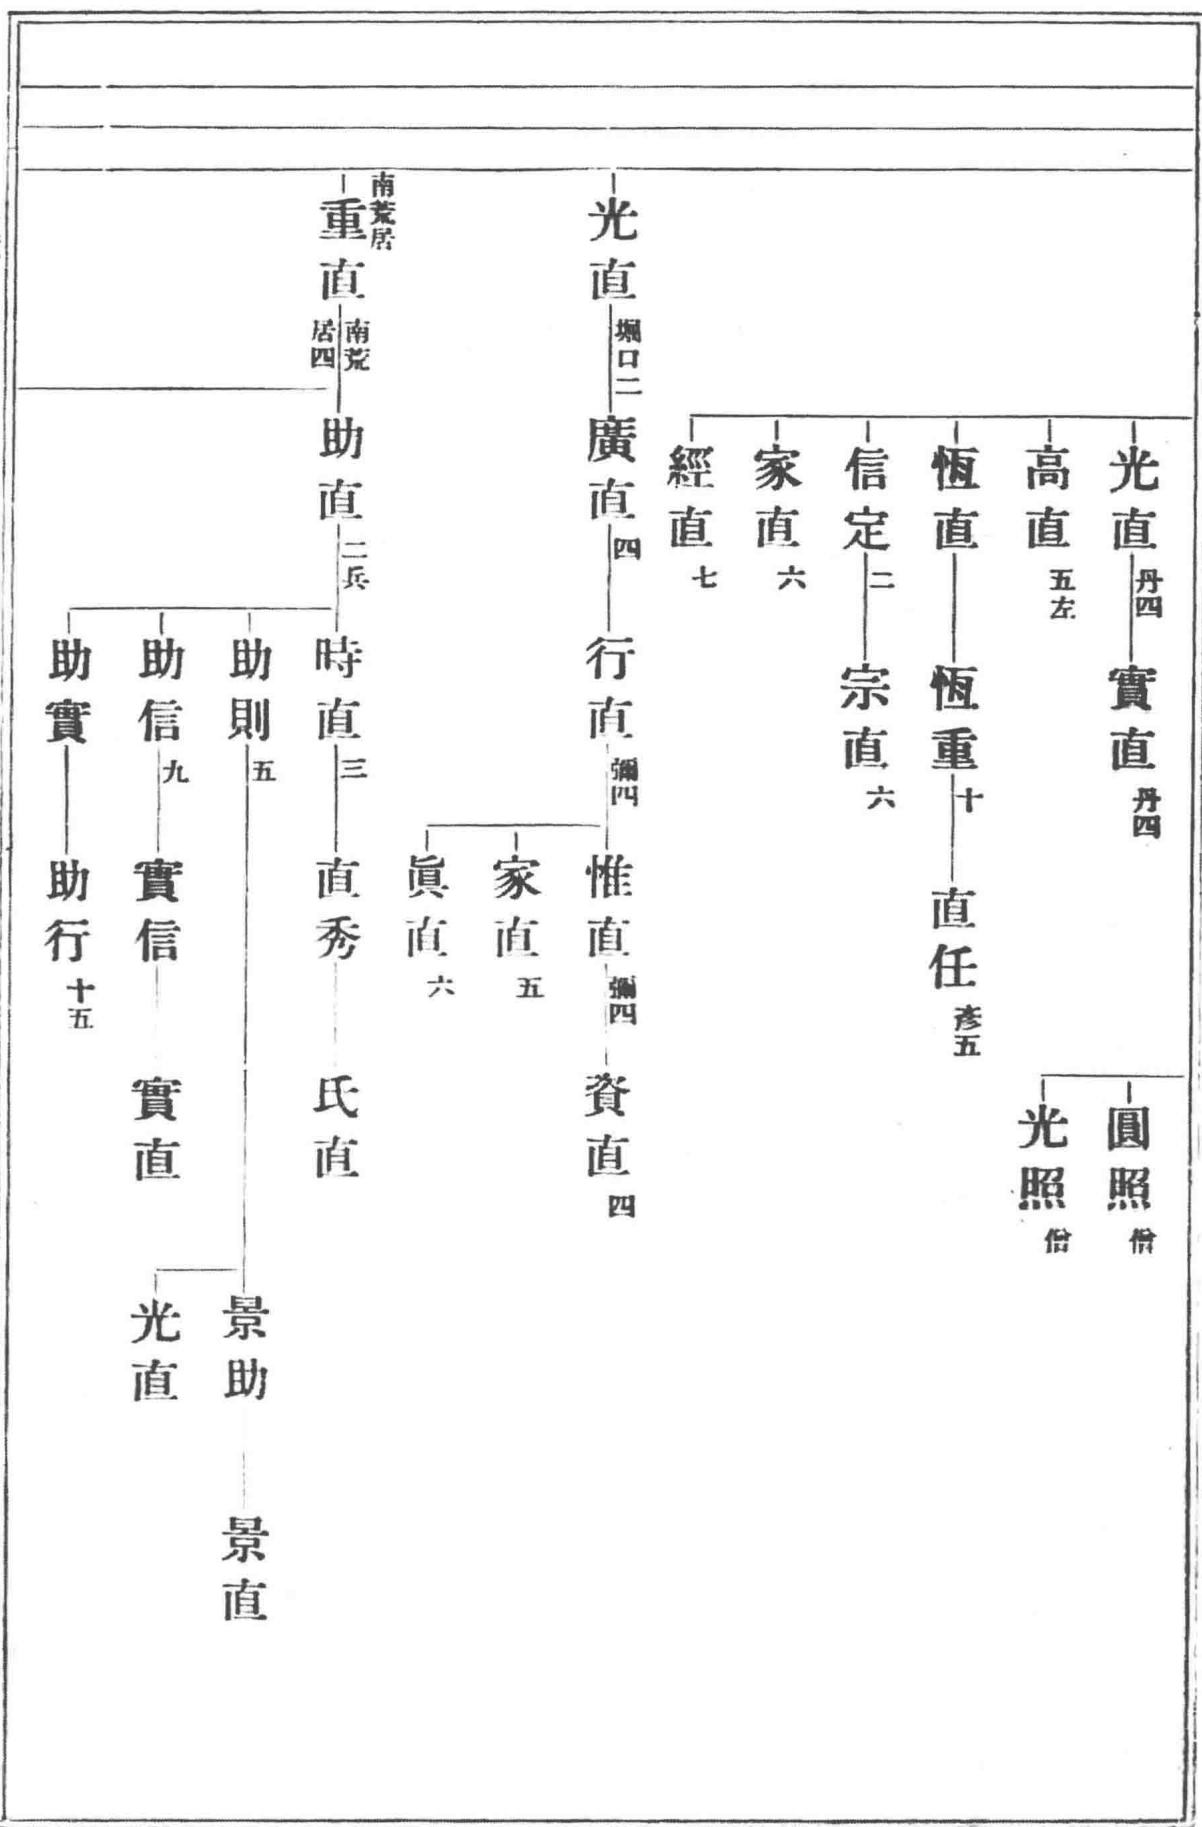 圓照 僧
光照 僧
光直 丹四
實直 丹四
高直 五左
恆直
恆重 十
直任 彥五
信定 二
宗直 六
家直 六
經直 七
光直 堀口二
廣直 四
行直 彌四
惟直 彌四
資直 四
家直 五
眞直 六
南荒居
重直 南荒居四
助直 二兵
時直 三
直秀
氏直
助則 五
景助
景直
光直
助信 九
實信
實直
助實
助行 十五